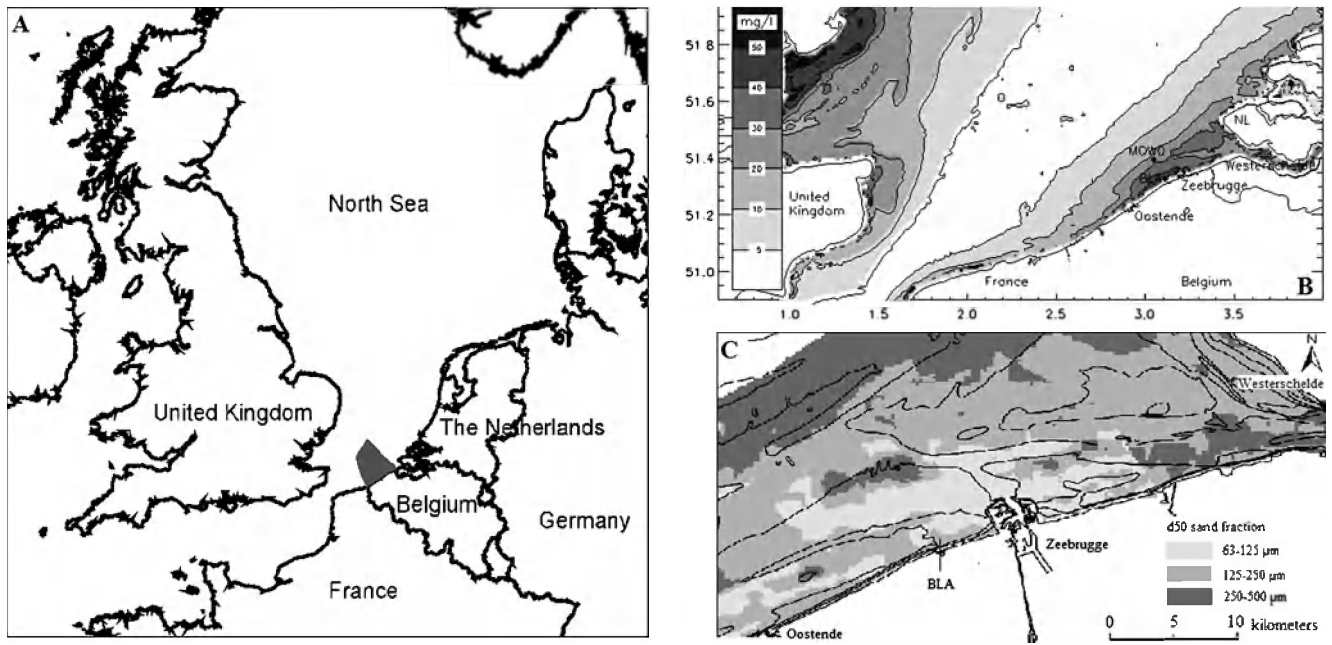 A
North Sea
United Kingdom
The Netherlands
Belgium
Germany
France
mg/l
50
40
30
20
10
5
51.8
51.6
51.4
51.2
51.0
1.0 1.5 2.0 2.5 3.0 3.5
NL
MOW0
Westerschelde
Zeebrugge
Oostende
United
Kingdom
France
Belgium
B
C
N
Westerschelde
d50 sand fraction
63-125 μm
125-250 μm
250-500 μm
Zeebrugge
BLA
Oostende
0 5 10 kilometers